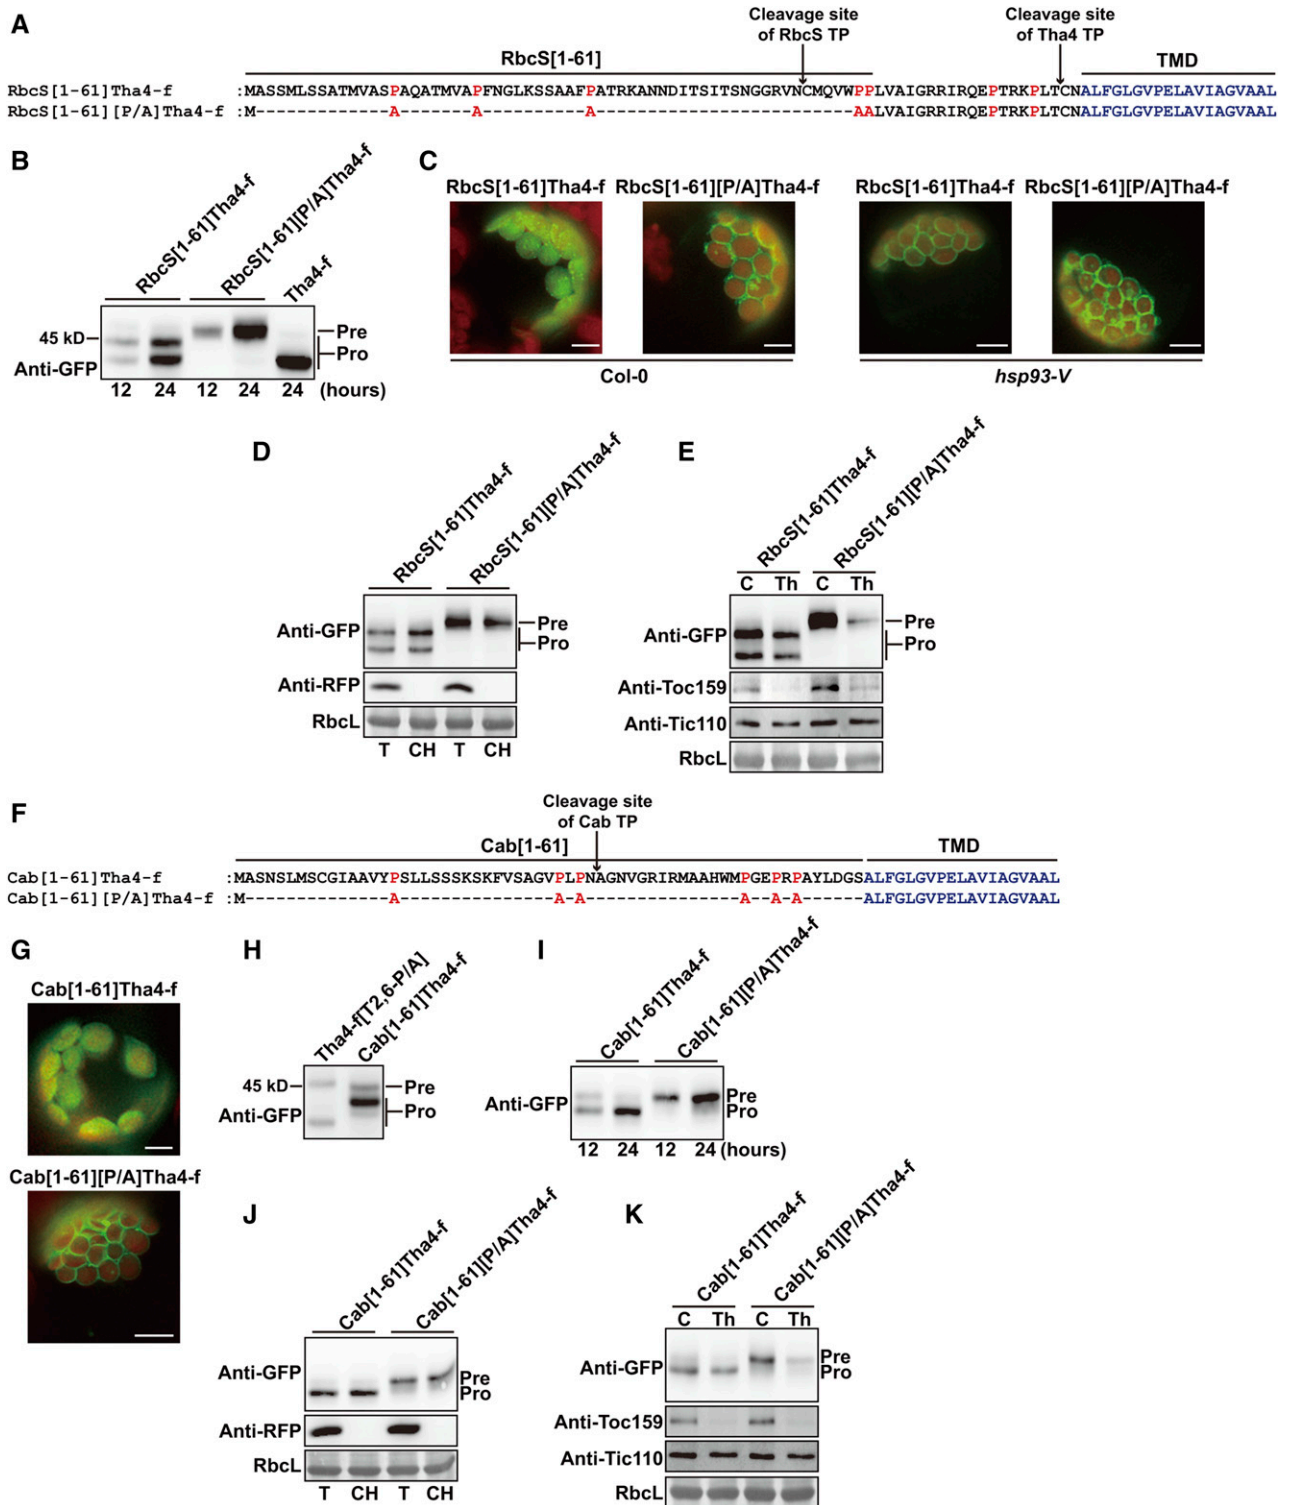 A
Cleavage site
of RbcS TP
Cleavage site
of Tha4 TP
RbcS[1-61]
TMD
RbcS[1-61]Tha4-f :MASSMLSSATMVASPAQATMVAPFNGLKSSAAFPATRKANNDITSITSNGGRVNCMQVWPPLVAIGRRIRQEPTRKPLTCNALFGLGVPELAVIAGVAAL
RbcS[1-61][P/A]Tha4-f :M-------------A-------A----------A-------------------------AALVAIGRRIRQEPTRKPLTCNALFGLGVPELAVIAGVAAL
B
RbcS[1-61]Tha4-f
RbcS[1-61][P/A]Tha4-f
Tha4-f
45 kD
Pre
Pro
Anti-GFP
12 24 12 24 24 (hours)
C
RbcS[1-61]Tha4-f RbcS[1-61][P/A]Tha4-f RbcS[1-61]Tha4-f RbcS[1-61][P/A]Tha4-f
Col-0
hsp93-V
D
RbcS[1-61]Tha4-f
RbcS[1-61][P/A]Tha4-f
Anti-GFP
Pre
Pro
Anti-RFP
RbcL
T CH T CH
E
RbcS[1-61]Tha4-f
RbcS[1-61][P/A]Tha4-f
C Th C Th
Anti-GFP
Pre
Pro
Anti-Toc159
Anti-Tic110
RbcL
F
Cleavage site
of Cab TP
Cab[1-61]
TMD
Cab[1-61]Tha4-f :MASNSLMSCGIAAVYPSLLSSSKSKFVSAGVPLPNAGNVGRIRMAAHWMPGEPRPAYLDGSALFGLGVPELAVIAGVAAL
Cab[1-61][P/A]Tha4-f :M--------------A---------------A-A---------------A--A-A------ALFGLGVPELAVIAGVAAL
G
Cab[1-61]Tha4-f
Cab[1-61][P/A]Tha4-f
H
Tha4-f[T2,6-P/A]
Cab[1-61]Tha4-f
45 kD
Pre
Anti-GFP
Pro
I
Cab[1-61]Tha4-f
Cab[1-61][P/A]Tha4-f
Anti-GFP
Pre
Pro
12 24 12 24 (hours)
J
Cab[1-61]Tha4-f
Cab[1-61][P/A]Tha4-f
Anti-GFP
Pre
Pro
Anti-RFP
RbcL
T CH T CH
K
Cab[1-61]Tha4-f
Cab[1-61][P/A]Tha4-f
C Th C Th
Anti-GFP
Pre
Pro
Anti-Toc159
Anti-Tic110
RbcL